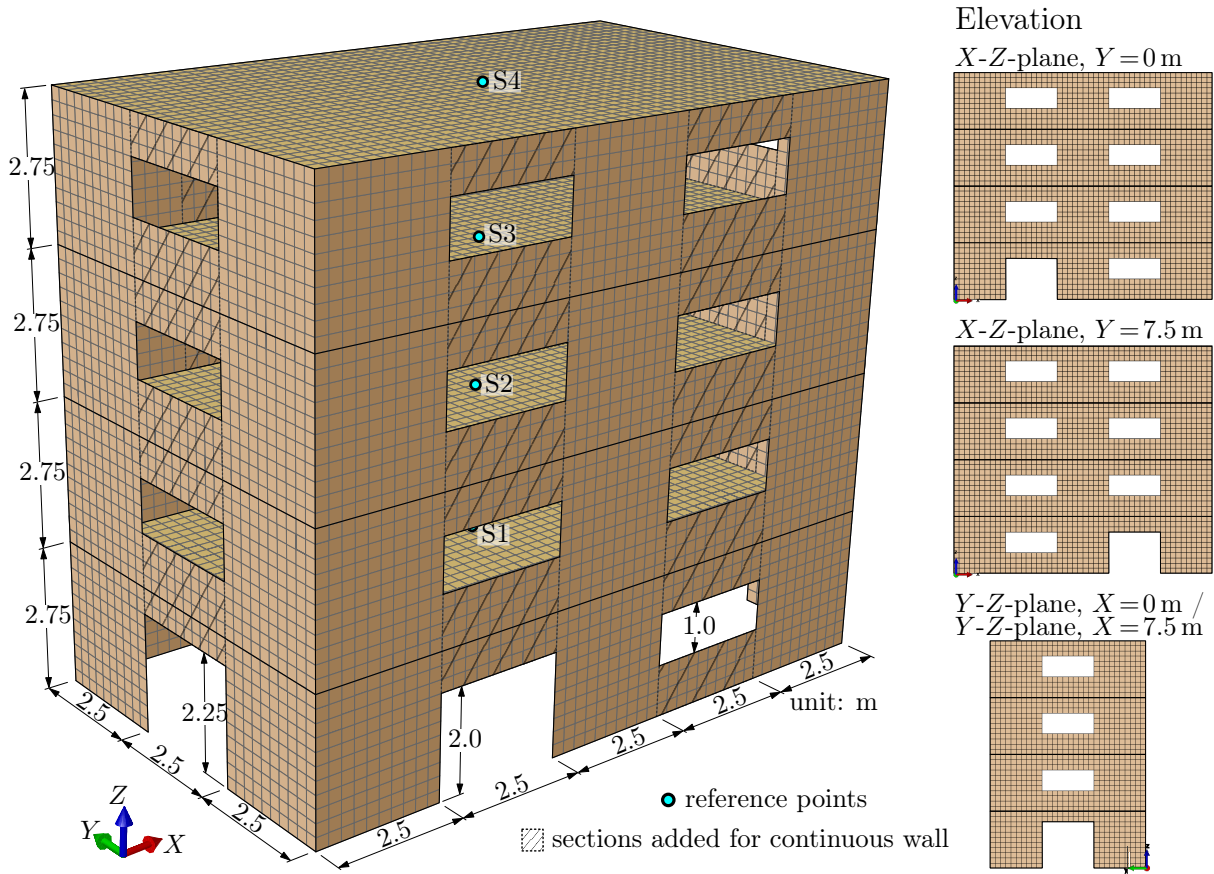 Elevation
X-Z-plane, Y = 0 m
X-Z-plane, Y = 7.5 m
Y-Z-plane, X = 0 m /
Y-Z-plane, X = 7.5 m
S4
S3
S2
S1
2.75
2.75
2.75
2.75
2.5
2.5
2.5
2.25
2.0
1.0
2.5
2.5
2.5
2.5
2.5
unit: m
Z
Y
X
reference points
sections added for continuous wall